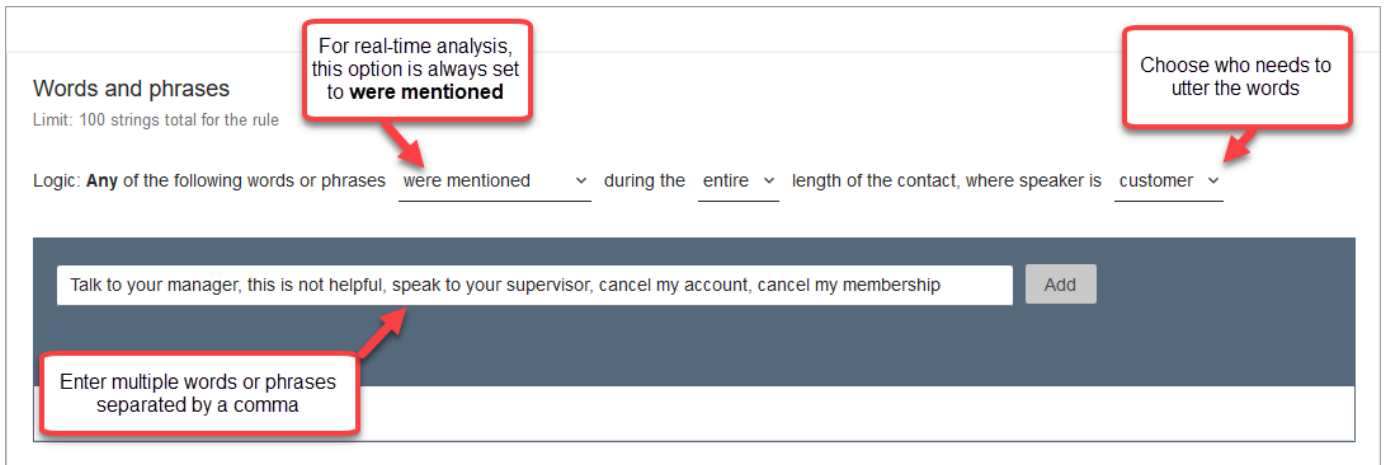 For real-time analysis,
this option is always set
to were mentioned
Choose who needs to
utter the words
Words and phrases
Limit: 100 strings total for the rule
Logic: Any of the following words or phrases were mentioned during the entire length of the contact, where speaker is customer
Talk to your manager, this is not helpful, speak to your supervisor, cancel my account, cancel my membership Add
Enter multiple words or phrases
separated by a comma